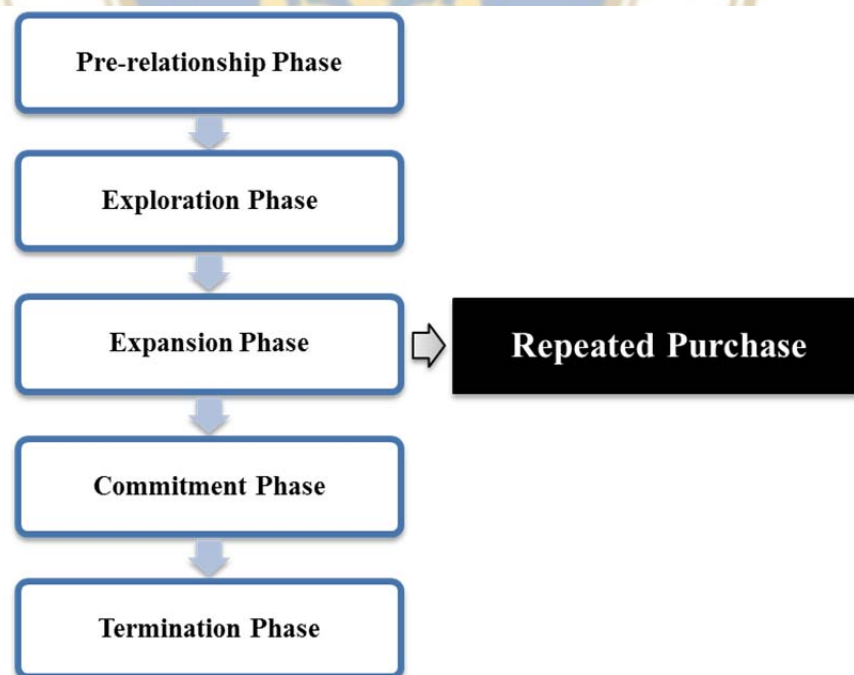 Pre-relationship Phase
Exploration Phase
Expansion Phase
Repeated Purchase
Commitment Phase
Termination Phase